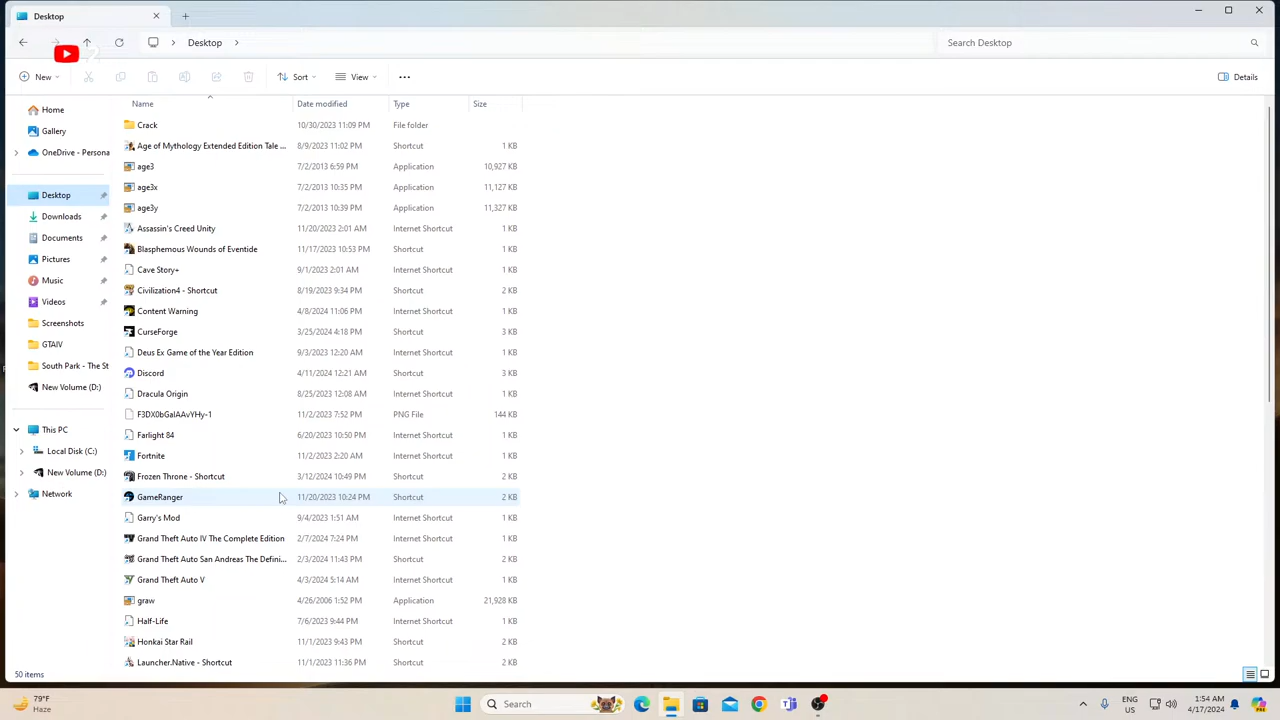 Desktop
Desktop
Search Desktop
New
Sort
View
Details
Name Date modified Type Size
Home
Gallery
OneDrive - Persona
Desktop
Downloads
Documents
Pictures
Music
Videos
Screenshots
GTAIV
South Park - The St
New Volume (D:)
This PC
Local Disk (C:)
New Volume (D:)
Network
Crack 10/30/2023 11:09 PM File folder
Age of Mythology Extended Edition Tale ... 8/9/2023 11:02 PM Shortcut 1 KB
age3 7/2/2013 6:59 PM Application 10,927 KB
age3x 7/2/2013 10:35 PM Application 11,127 KB
age3y 7/2/2013 10:39 PM Application 11,327 KB
Assassin's Creed Unity 11/20/2023 2:01 AM Internet Shortcut 1 KB
Blasphemous Wounds of Eventide 11/17/2023 10:53 PM Shortcut 1 KB
Cave Story+ 9/1/2023 2:01 AM Internet Shortcut 1 KB
Civilization4 - Shortcut 8/19/2023 9:34 PM Shortcut 2 KB
Content Warning 4/8/2024 11:06 PM Internet Shortcut 1 KB
CurseForge 3/25/2024 4:18 PM Shortcut 3 KB
Deus Ex Game of the Year Edition 9/3/2023 12:20 AM Internet Shortcut 1 KB
Discord 4/11/2024 12:21 AM Shortcut 3 KB
Dracula Origin 8/25/2023 12:08 AM Internet Shortcut 1 KB
F3DX0bGaIAAvYHy-1 11/2/2023 7:52 PM PNG File 144 KB
Farlight 84 6/20/2023 10:50 PM Internet Shortcut 1 KB
Fortnite 11/2/2023 2:20 AM Internet Shortcut 1 KB
Frozen Throne - Shortcut 3/12/2024 10:49 PM Shortcut 2 KB
GameRanger 11/20/2023 10:24 PM Shortcut 2 KB
Garry's Mod 9/4/2023 1:51 AM Internet Shortcut 1 KB
Grand Theft Auto IV The Complete Edition 2/7/2024 7:24 PM Internet Shortcut 1 KB
Grand Theft Auto San Andreas The Defini... 2/3/2024 11:43 PM Shortcut 2 KB
Grand Theft Auto V 4/3/2024 5:14 AM Internet Shortcut 1 KB
graw 4/26/2006 1:52 PM Application 21,928 KB
Half-Life 7/6/2023 9:44 PM Internet Shortcut 1 KB
Honkai Star Rail 11/1/2023 9:43 PM Shortcut 2 KB
Launcher.Native - Shortcut 11/1/2023 11:36 PM Shortcut 2 KB
50 items
79°F
Haze
Search
ENG
US
1:54 AM
4/17/2024